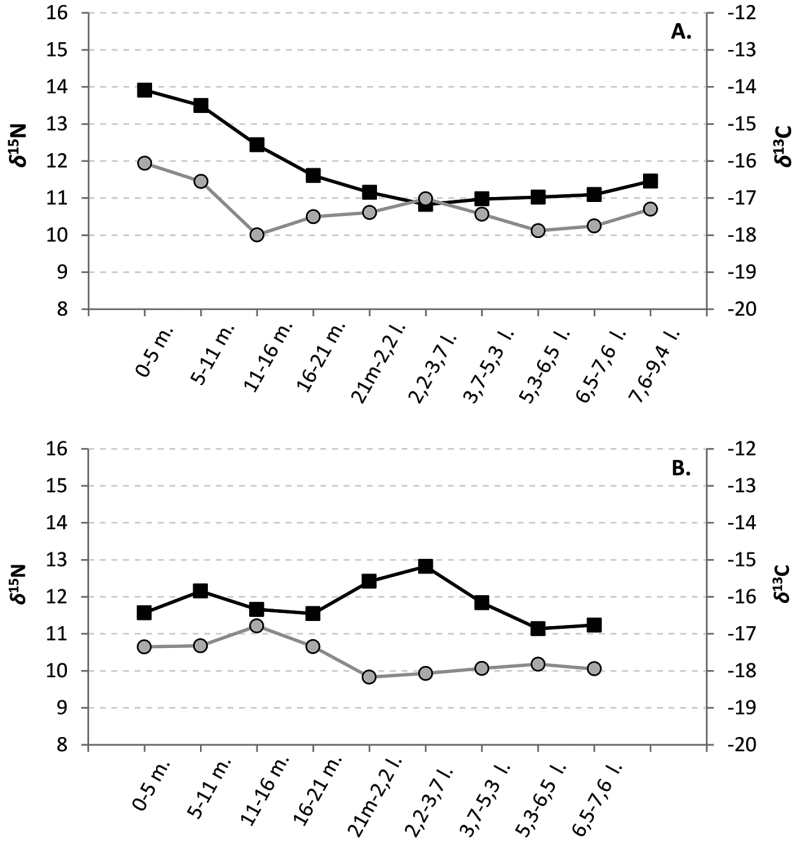 A.
16
15
14
13
12
11
10
9
8
δ15N
-12
-13
-14
-15
-16
-17
-18
-19
-20
δ13C
0-5 m.
5-11 m.
11-16 m.
16-21 m.
21m-2,2 l.
2,2-3,7 l.
3,7-5,3 l.
5,3-6,5 l.
6,5-7,6 l.
7,6-9,4 l.
B.
16
15
14
13
12
11
10
9
8
δ15N
-12
-13
-14
-15
-16
-17
-18
-19
-20
δ13C
0-5 m.
5-11 m.
11-16 m.
16-21 m.
21m-2,2 l.
2,2-3,7 l.
3,7-5,3 l.
5,3-6,5 l.
6,5-7,6 l.